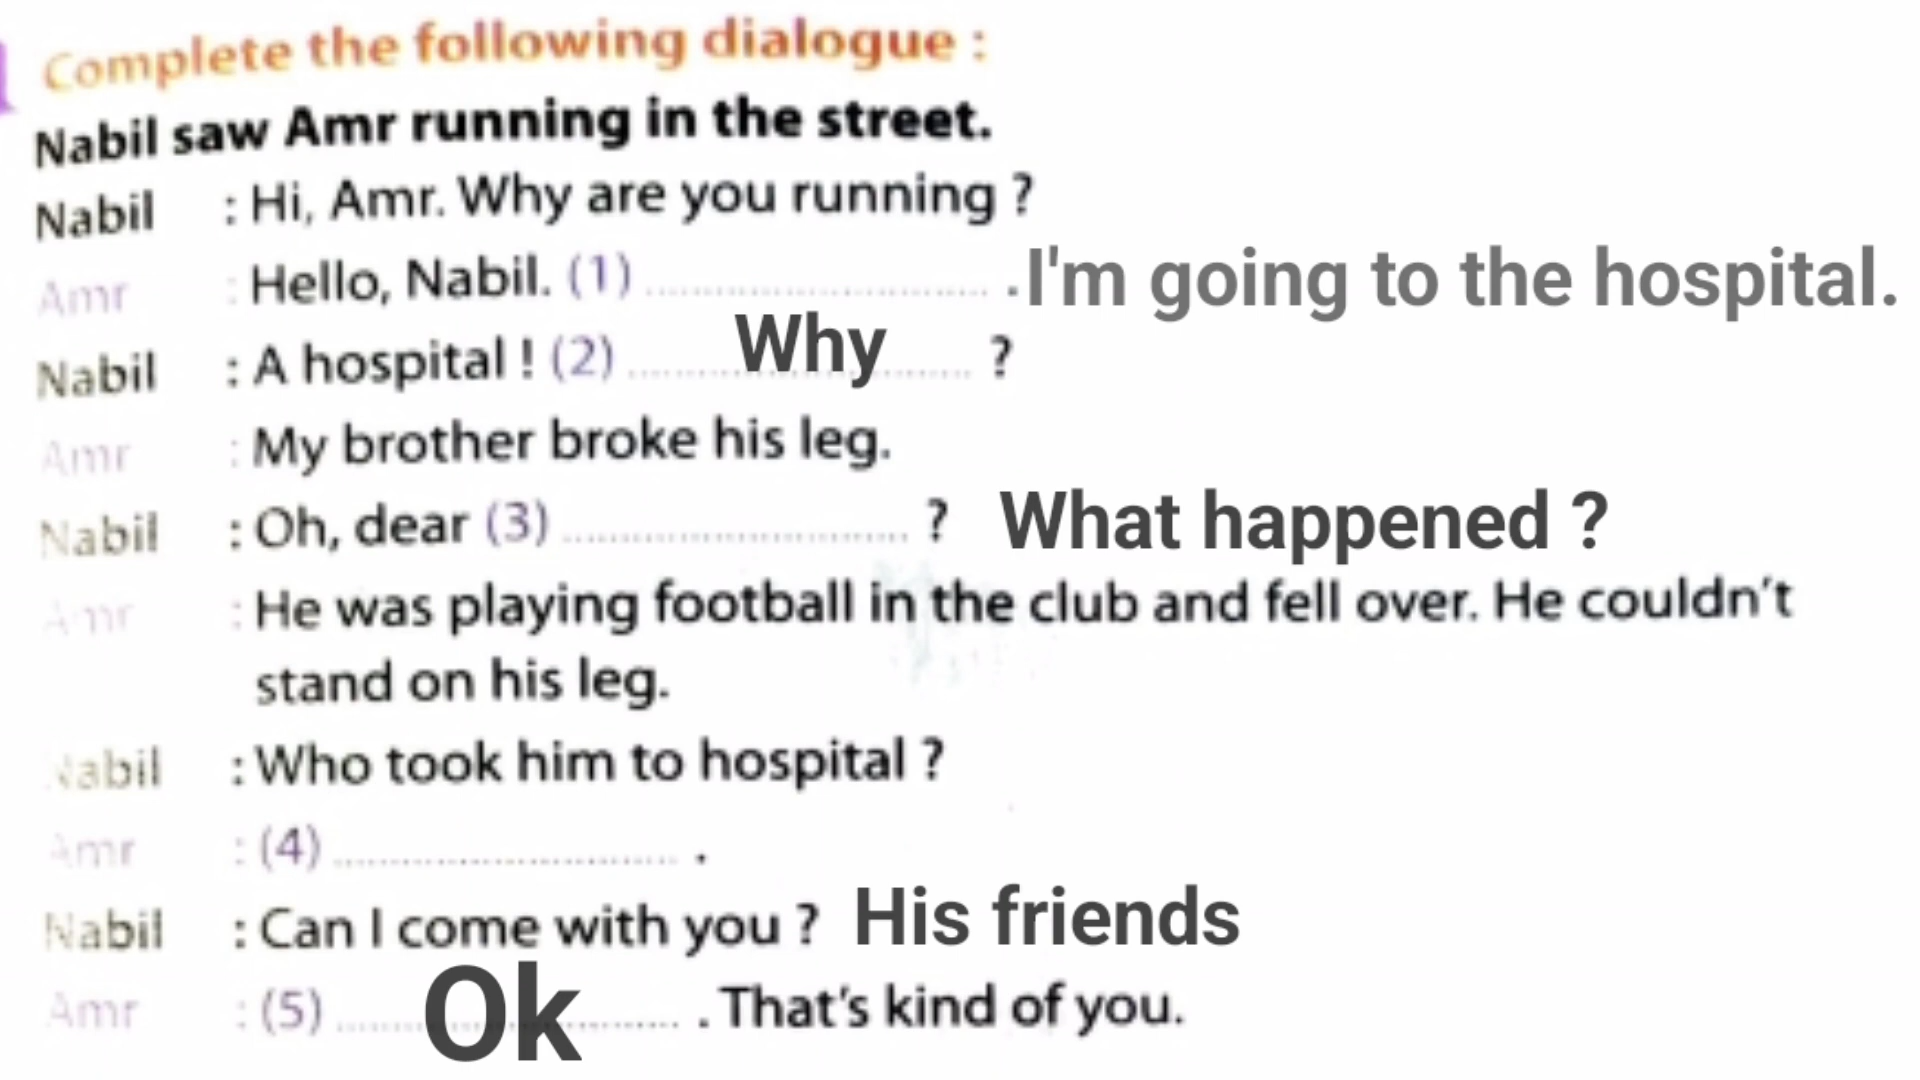 Complete the following dialogue :
Nabil saw Amr running in the street.
Nabil : Hi, Amr. Why are you running ?
Amr : Hello, Nabil. (1) ............................ . I'm going to the hospital.
Nabil : A hospital ! (2) ........ Why ........ ?
Amr : My brother broke his leg.
Nabil : Oh, dear (3) ............................ ? What happened ?
Amr : He was playing football in the club and fell over. He couldn't
stand on his leg.
Nabil : Who took him to hospital ?
Amr : (4) ............................ .
Nabil : Can I come with you ? His friends
Amr : (5) ........ Ok ........ . That's kind of you.